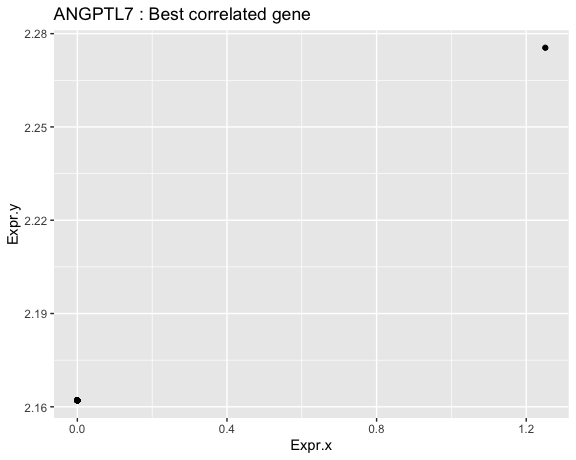 ANGPTL7 : Best correlated gene
2.28
2.25
2.22
2.19
2.16
Expr.y
0.0 0.4 0.8 1.2
Expr.x